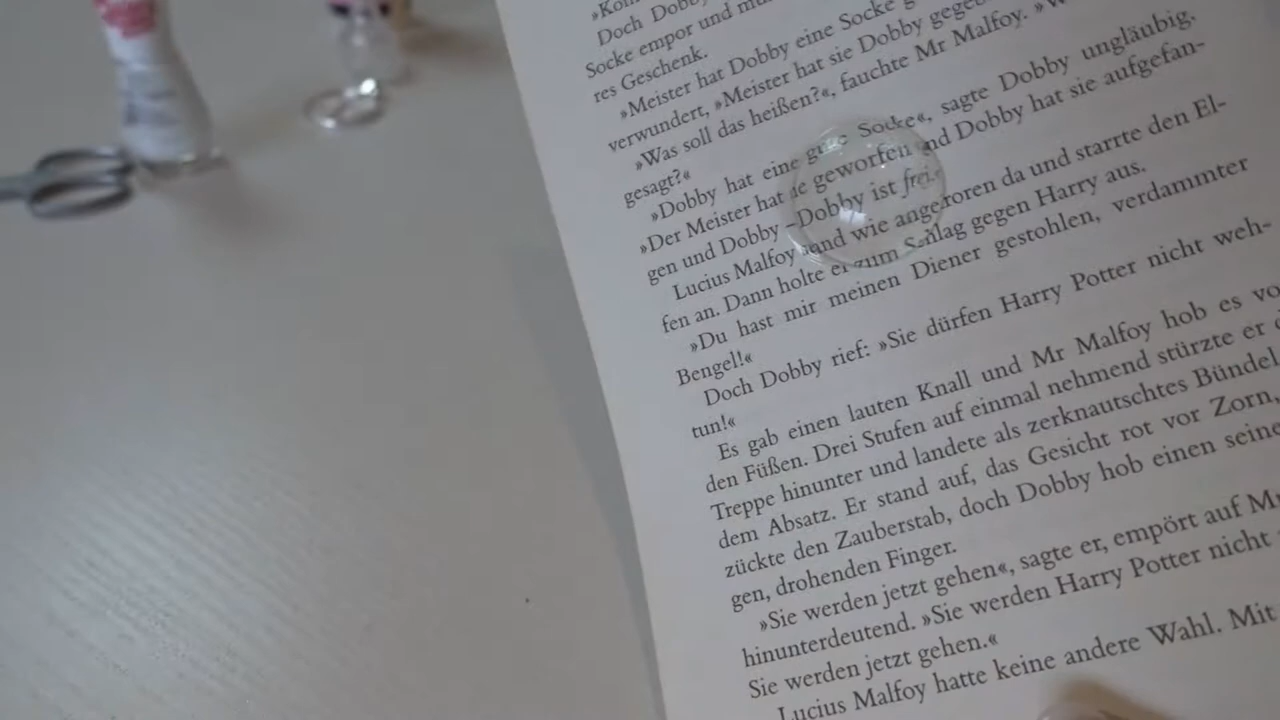 »Kom
Doch Dobby
Socke empor und
res Geschenk.
»Meister hat Dobby eine Socke
verwundert, »Meister hat sie Dobby gegeb
»Was soll das heißen?«, fauchte Mr Malfoy.
gesagt?«
»Dobby hat eine Socke«, sagte Dobby ungläubig.
»Der Meister hat geworfen und Dobby hat sie aufgefan-
gen und Dobby – Dobby ist frei.
Lucius Malfoy wie angefroren da und starrte den El-
fen an. Dann holte er zum Schlag gegen Harry aus.
»Du hast mir meinen Diener gestohlen, verdammter
Bengel!«
Doch Dobby rief: »Sie dürfen Harry Potter nicht weh-
tun!«
Es gab einen lauten Knall und Mr Malfoy hob es vo
den Füßen. Drei Stufen auf einmal nehmend stürzte er
Treppe hinunter und landete als zerknautschtes Bündel
dem Absatz. Er stand auf, das Gesicht rot vor Zorn,
zückte den Zauberstab, doch Dobby hob einen seine
gen, drohenden Finger.
»Sie werden jetzt gehen«, sagte er, empört auf M
hinunterdeutend. »Sie werden Harry Potter nicht
Sie werden jetzt gehen.«
Lucius Malfoy hatte keine andere Wahl. Mit